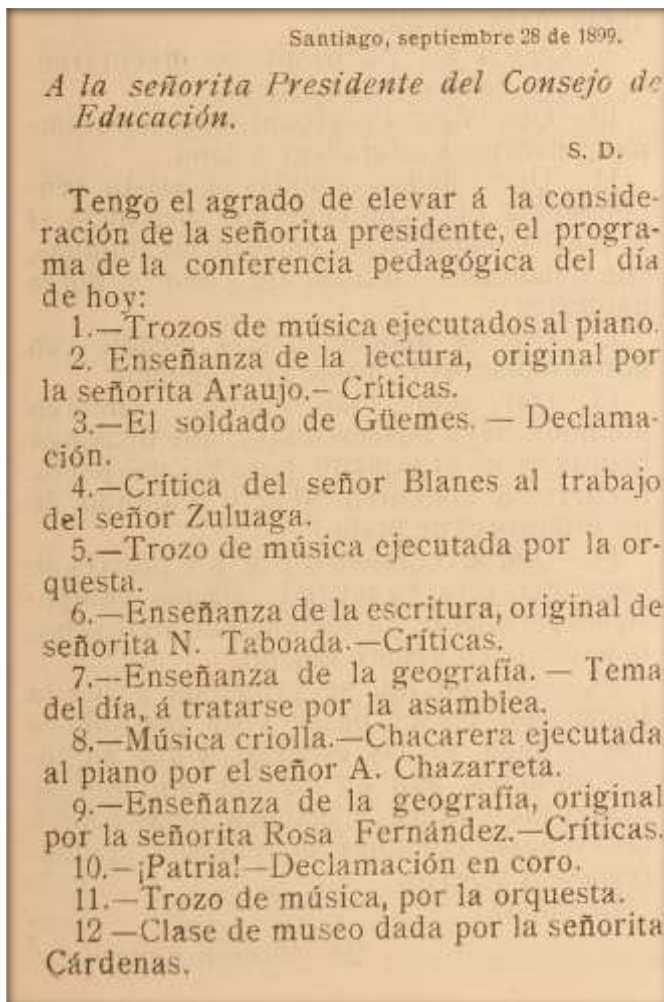 Santiago, septiembre 28 de 1899.
A la señorita Presidente del Consejo de
Educación.
S. D.
Tengo el agrado de elevar á la conside-
ración de la señorita presidente, el progra-
ma de la conferencia pedagógica del día
de hoy:
1.—Trozos de música ejecutados al piano.
2. Enseñanza de la lectura, original por
la señorita Araujo.– Críticas.
3.—El soldado de Güemes. — Declama-
ción.
4.—Crítica del señor Blanes al trabajo
del señor Zuluaga.
5.—Trozo de música ejecutada por la or-
questa.
6.—Enseñanza de la escritura, original de
señorita N. Taboada.—Críticas.
7.--Enseñanza de la geografía. — Tema
del día, á tratarse por la asamblea.
8.—Música criolla.—Chacarera ejecutada
al piano por el señor A. Chazarreta.
9.—Enseñanza de la geografía, original
por la señorita Rosa Fernández.—Críticas.
10.—¡Patria!—Declamación en coro.
11.—Trozo de música, por la orquesta.
12 —Clase de museo dada por la señorita
Cárdenas.